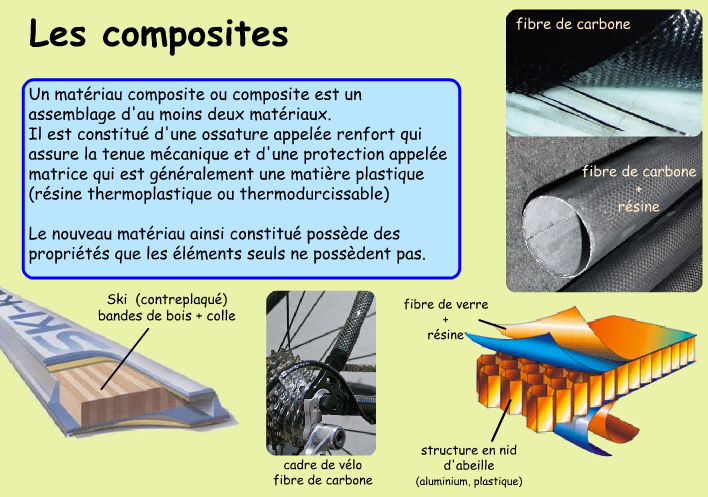 Les composites
fibre de carbone
Un matériau composite ou composite est un
assemblage d'au moins deux matériaux.
Il est constitué d'une ossature appelée renfort qui
assure la tenue mécanique et d'une protection appelée
matrice qui est généralement une matière plastique
(résine thermoplastique ou thermodurcissable)
Le nouveau matériau ainsi constitué possède des
propriétés que les éléments seuls ne possèdent pas.
fibre de carbone
+
résine
Ski (contreplaqué)
bandes de bois + colle
cadre de vélo
fibre de carbone
fibre de verre
+
résine
structure en nid
d'abeille
(aluminium, plastique)